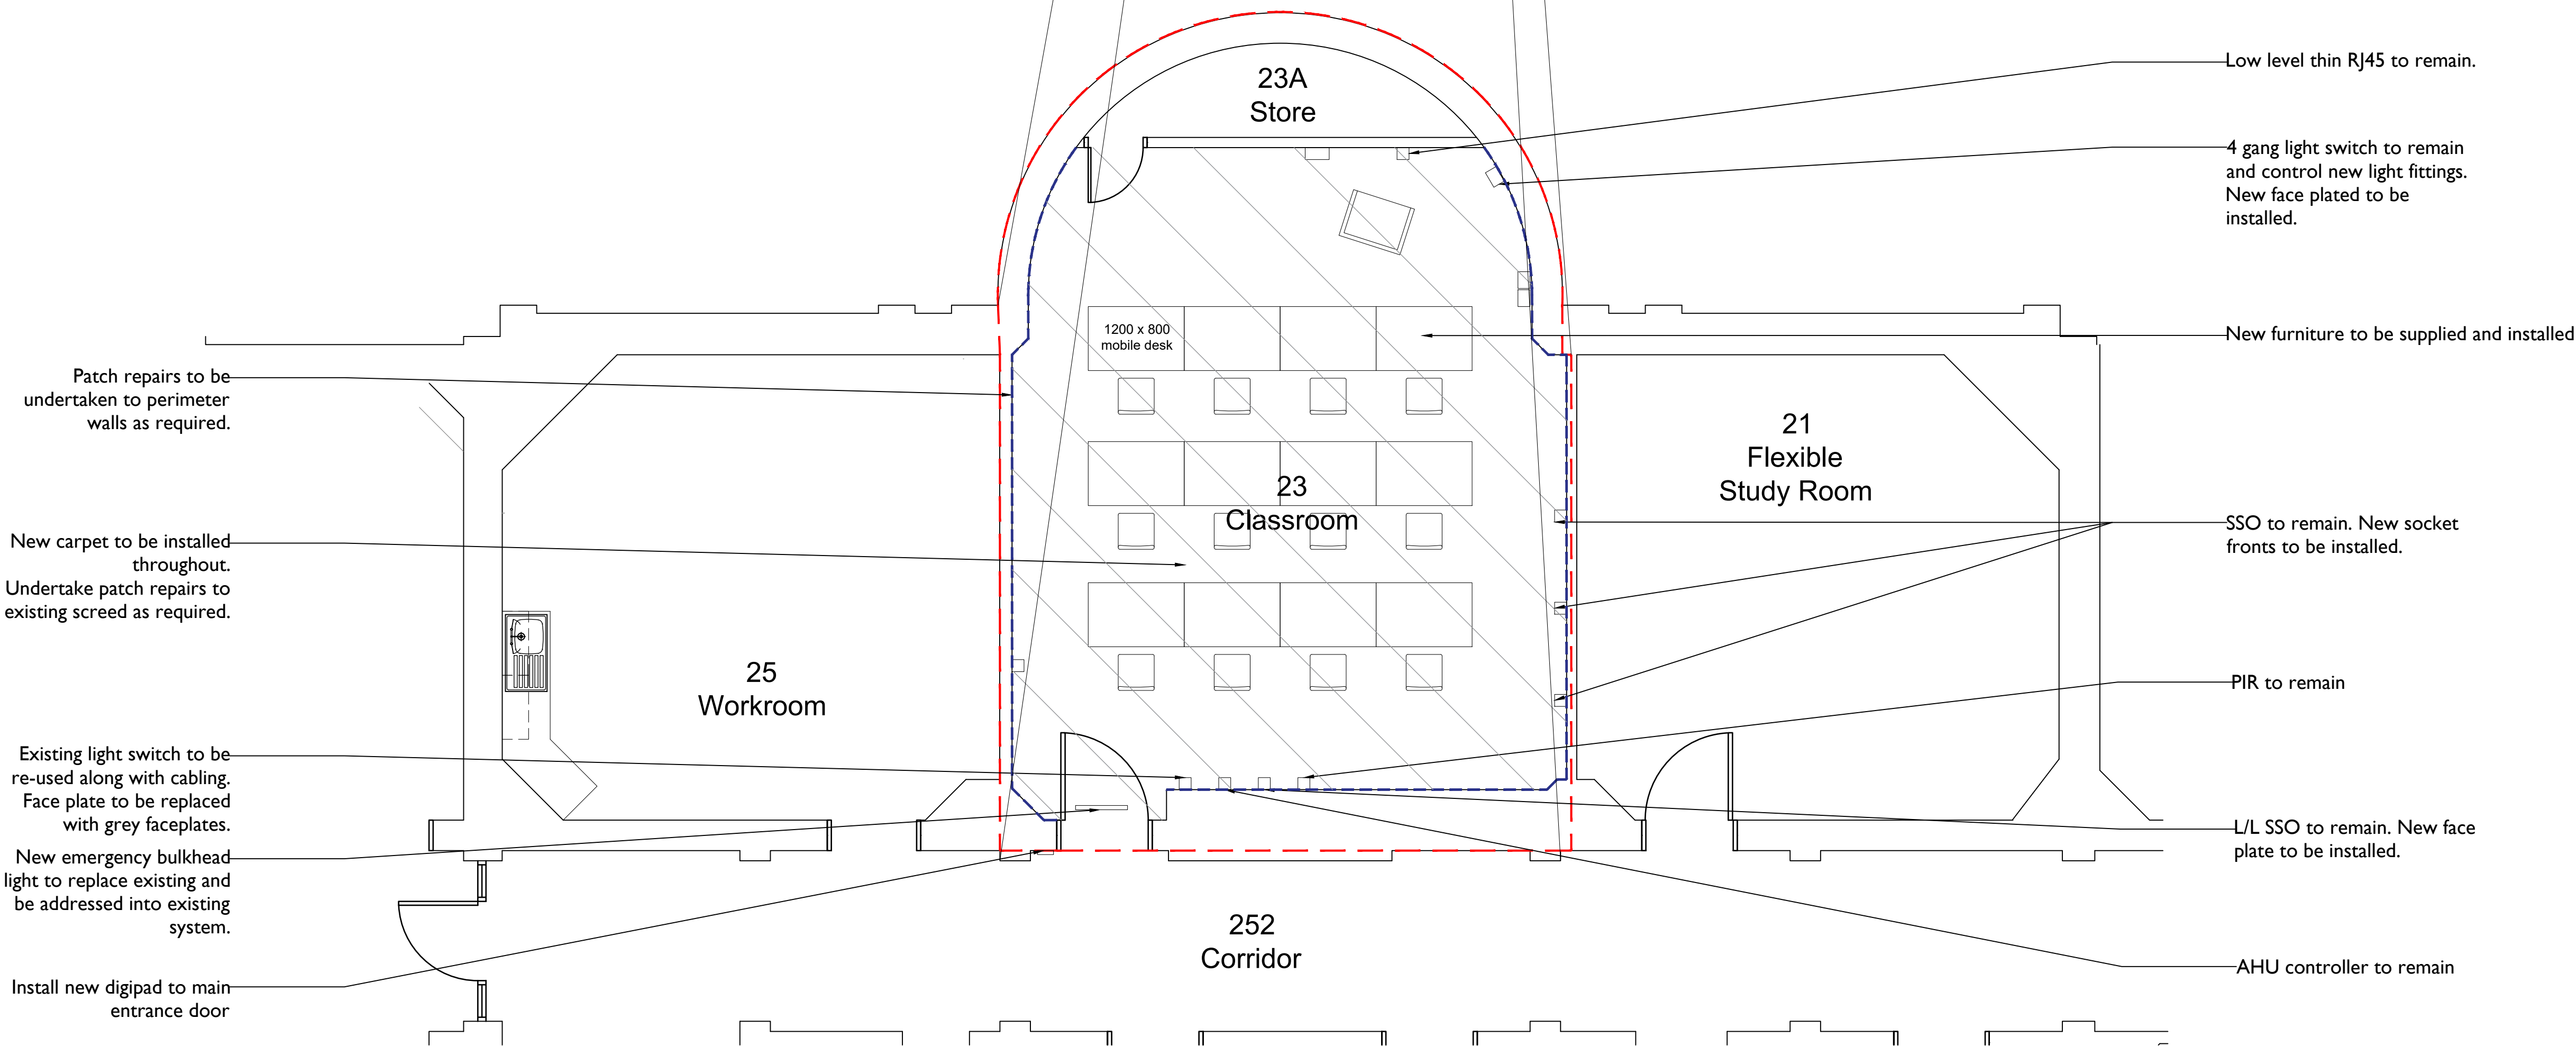 23A
Store
Low level thin RJ45 to remain.
4 gang light switch to remain
and control new light fittings.
New face plated to be
installed.
1200 x 800
mobile desk
New furniture to be supplied and installed
Patch repairs to be
undertaken to perimeter
walls as required.
21
Flexible
Study Room
23
Classroom
SSO to remain. New socket
fronts to be installed.
New carpet to be installed
throughout.
Undertake patch repairs to
existing screed as required.
25
Workroom
PIR to remain
Existing light switch to be
re-used along with cabling.
Face plate to be replaced
with grey faceplates.
L/L SSO to remain. New face
plate to be installed.
New emergency bulkhead
light to replace existing and
be addressed into existing
system.
252
Corridor
AHU controller to remain
Install new digipad to main
entrance door